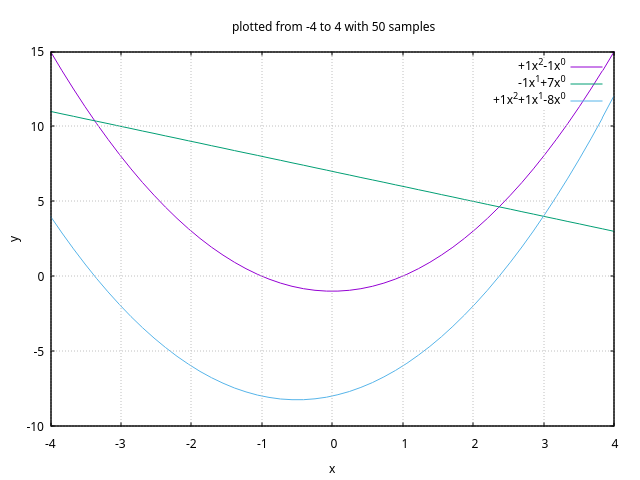 plotted from -4 to 4 with 50 samples
15
10
5
0
-5
-10
y
+1x²-1x⁰
-1x¹+7x⁰
+1x²+1x¹-8x⁰
-4 -3 -2 -1 0 1 2 3 4
x